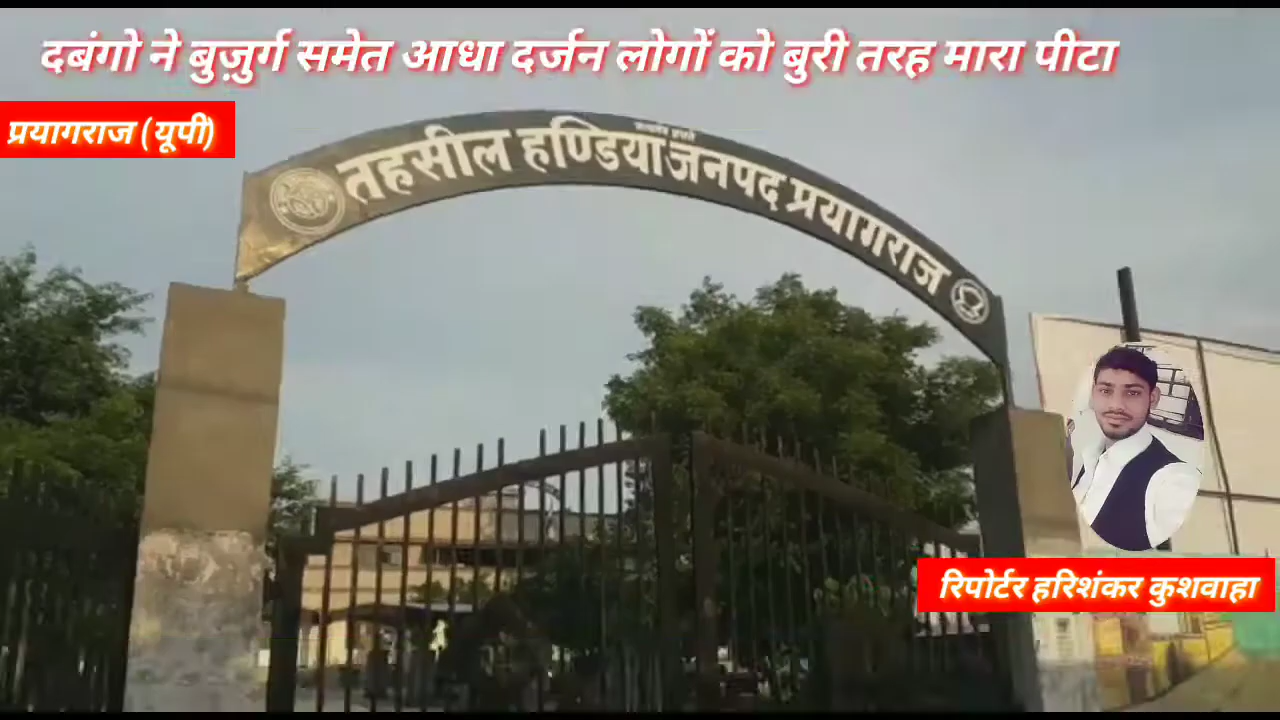 दबंगो ने बुज़ुर्ग समेत आधा दर्जन लोगों को बुरी तरह मारा पीटा
प्रयागराज (यूपी)
तहसील हण्डिया जनपद प्रयागराज
रिपोर्टर हरिशंकर कुशवाहा